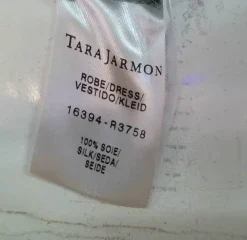 TARA JARMON
ROBE/DRESS/
VESTIDO/KLEID
16394-R3758
100% SOIE/
SILK/SEDA/
SEIDE